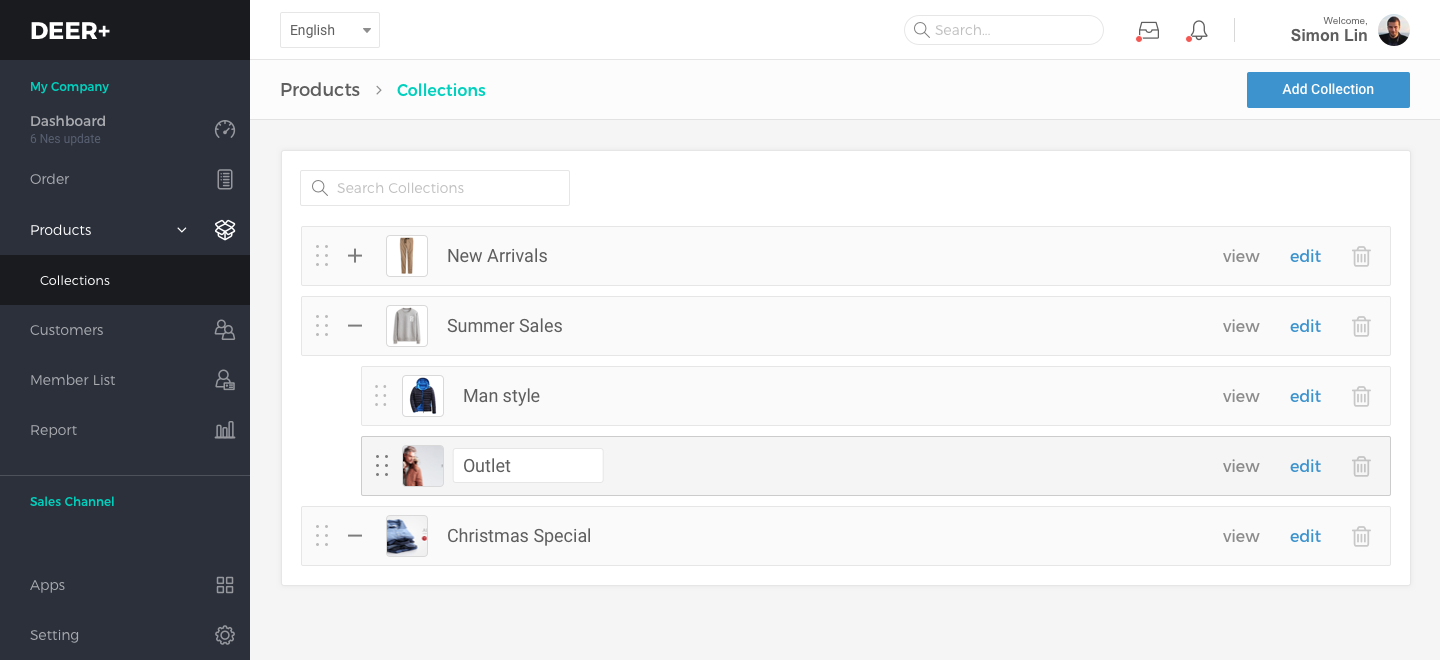 DEER+
English
Search...
Welcome,
Simon Lin
My Company
Dashboard
6 Nes update
Order
Products
Collections
Customers
Member List
Report
Sales Channel
Apps
Setting
Products > Collections
Add Collection
Search Collections
New Arrivals view edit
Summer Sales view edit
Man style view edit
Outlet view edit
Christmas Special view edit